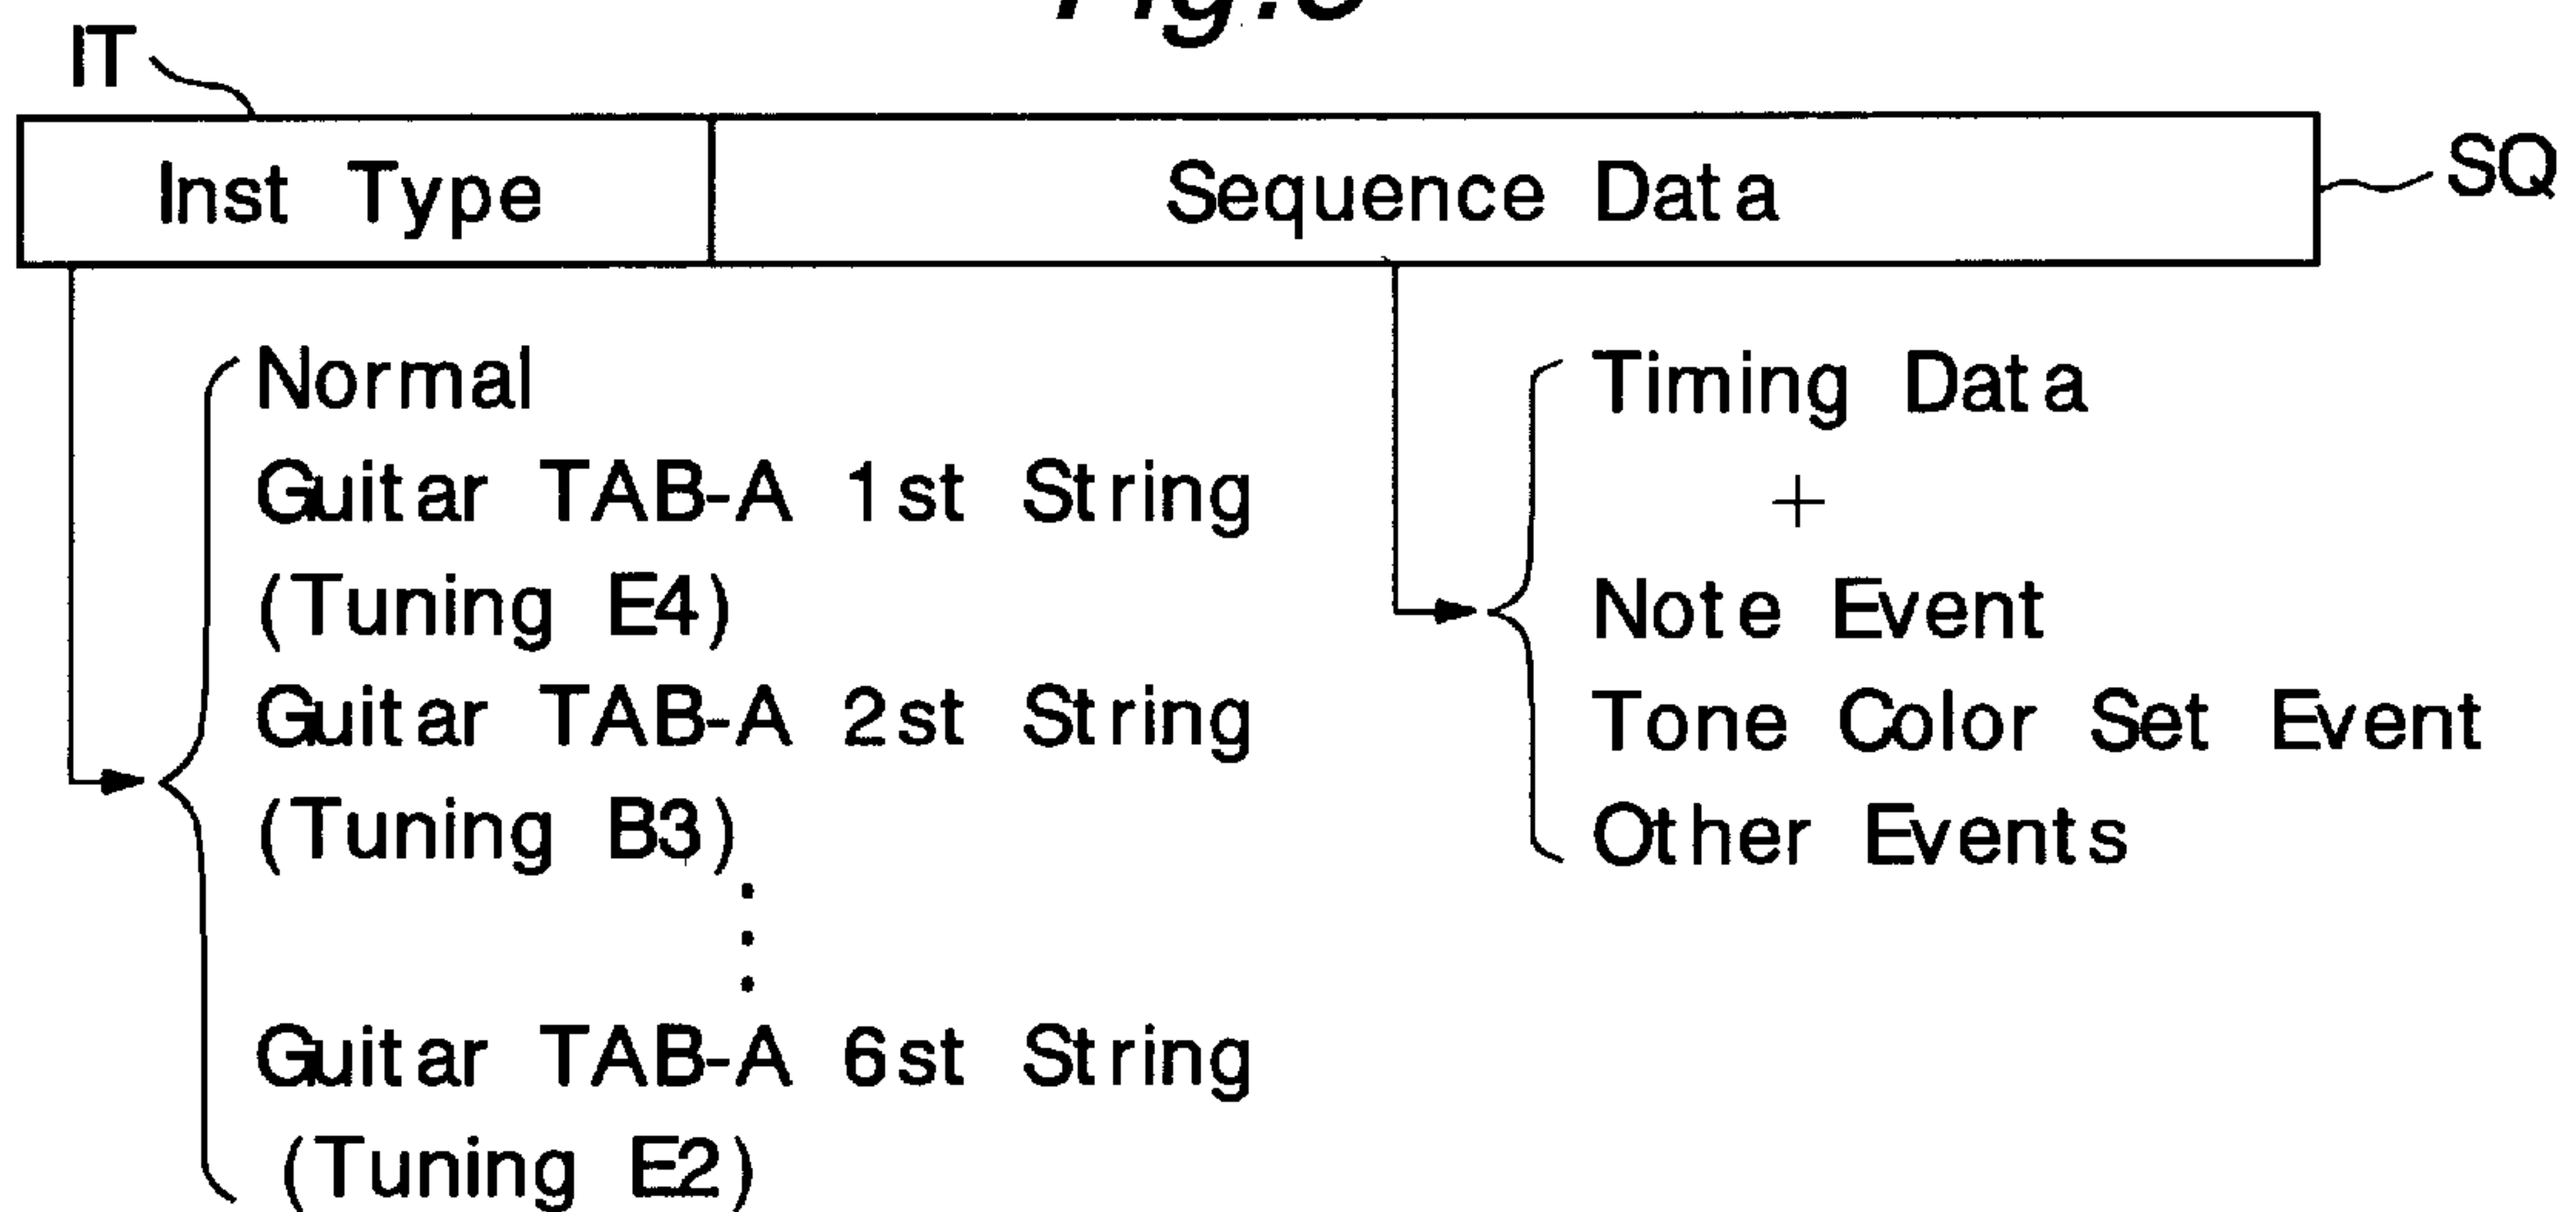 IT
Inst Type
Sequence Data
SQ
Normal
Guitar TAB-A 1st String
(Tuning E4)
Guitar TAB-A 2st String
(Tuning B3)
Guitar TAB-A 6st String
(Tuning E2)
Timing Data
+
Note Event
Tone Color Set Event
Other Events